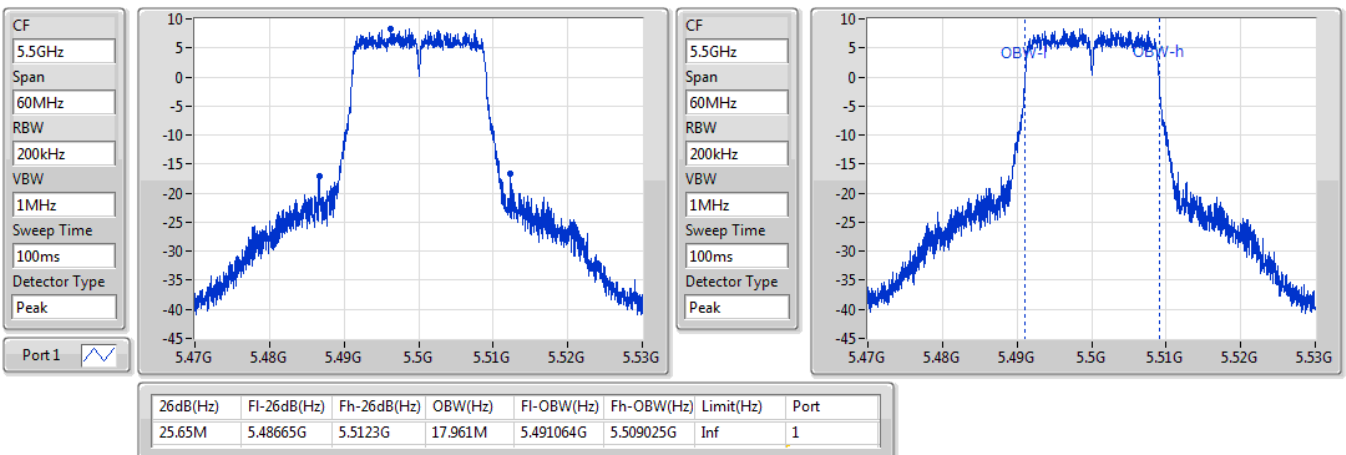 CF
5.5GHz
Span
60MHz
RBW
200kHz
VBW
1MHz
Sweep Time
100ms
Detector Type
Peak
Port 1
10
5
0
-5
-10
-15
-20
-25
-30
-35
-40
-45
5.47G 5.48G 5.49G 5.5G 5.51G 5.52G 5.53G
CF
5.5GHz
Span
60MHz
RBW
200kHz
VBW
1MHz
Sweep Time
100ms
Detector Type
Peak
10
5
0
-5
-10
-15
-20
-25
-30
-35
-40
-45
OBW-l OBW-h
5.47G 5.48G 5.49G 5.5G 5.51G 5.52G 5.53G
26dB(Hz) Fl-26dB(Hz) Fh-26dB(Hz) OBW(Hz) Fl-OBW(Hz) Fh-OBW(Hz) Limit(Hz) Port
25.65M 5.48665G 5.5123G 17.961M 5.491064G 5.509025G Inf 1